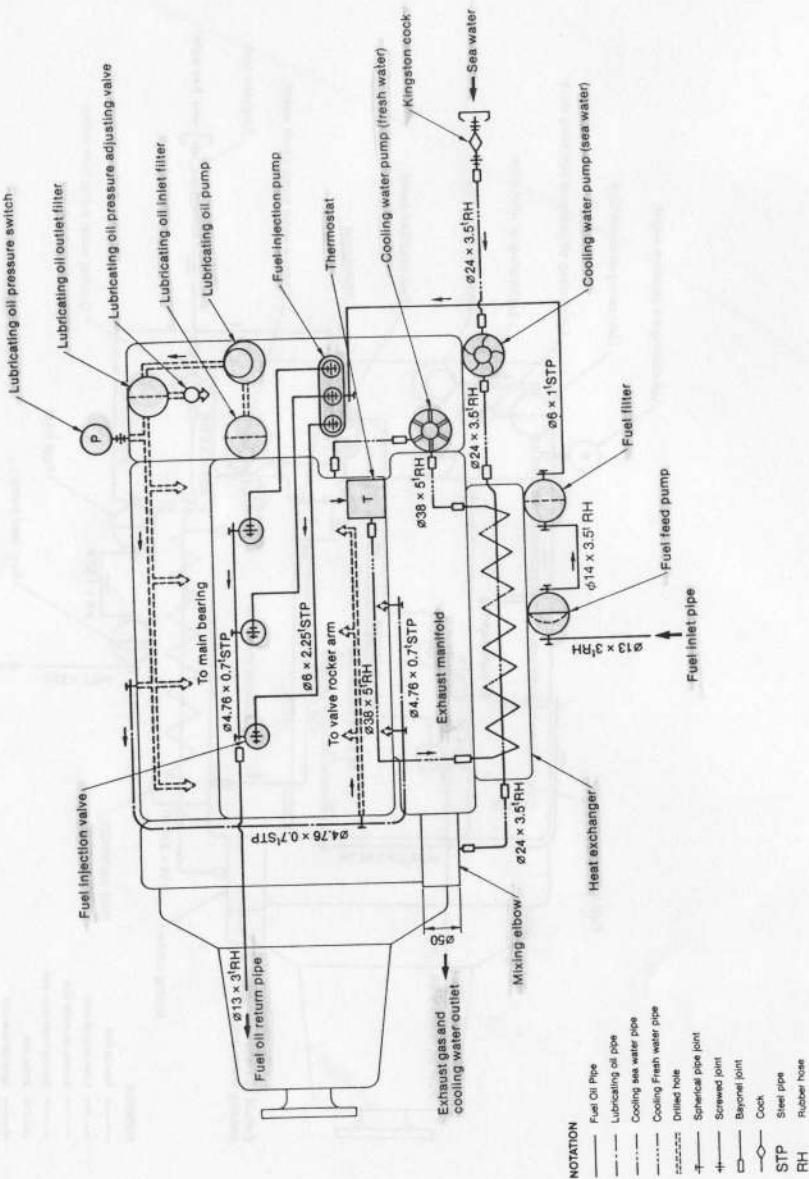 Lubricating oil pressure switch
Lubricating oil outlet filter
Lubricating oil pressure adjusting valve
Lubricating oil inlet filter
Lubricating oil pump
Fuel injection pump
Thermostat
Cooling water pump (fresh water)
Kingston cock
Sea water
P
T
Ø24 × 3.5ᵗRH
Cooling water pump (sea water)
Ø24 × 3.5ᵗRH
Ø6 × 1ᵗSTP
Fuel filter
Ø38 × 5ᵗRH
ϕ14 × 3.5ᵗ RH
Fuel feed pump
Ø13 × 3ᵗRH
Fuel inlet pipe
To main bearing
Ø4.76 × 0.7ᵗSTP
Ø6 × 2.25ᵗSTP
To valve rocker arm
Ø38 × 5ᵗRH
Ø4.76 × 0.7ᵗSTP
Exhaust manifold
Fuel injection valve
Ø4.76 × 0.7ᵗSTP
Ø24 × 3.5ᵗRH
Heat exchanger
Mixing elbow
Ø50
Ø13 × 3ᵗRH
Fuel oil return pipe
Exhaust gas and
cooling water outlet
NOTATION
Fuel Oil Pipe
Lubricating oil pipe
Cooling sea water pipe
Cooling Fresh water pipe
Drilled hole
Spherical pipe joint
Screwed joint
Bayonel joint
Cock
STP Steel pipe
RH Rubber hose